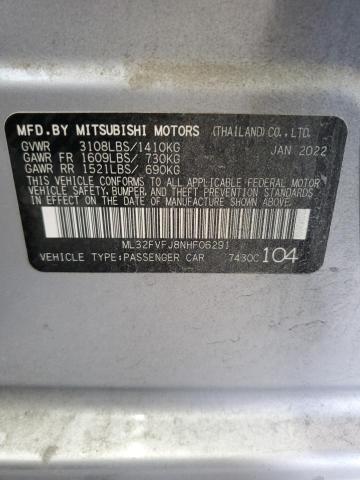 MFD.BY MITSUBISHI MOTORS (THAILAND) CO., LTD.
GVWR 3108LBS/1410KG JAN 2022
GAWR FR 1609LBS/ 730KG
GAWR RR 1521LBS/ 690KG
THIS VEHICLE CONFORMS TO ALL APPLICABLE FEDERAL MOTOR
VEHICLE SAFETY, BUMPER, AND THEFT PREVENTION STANDARDS
IN EFFECT ON THE DATE OF MANUFACTURE SHOWN ABOVE.
ML32FVFJ8NHF06291
VEHICLE TYPE:PASSENGER CAR 7430C 104